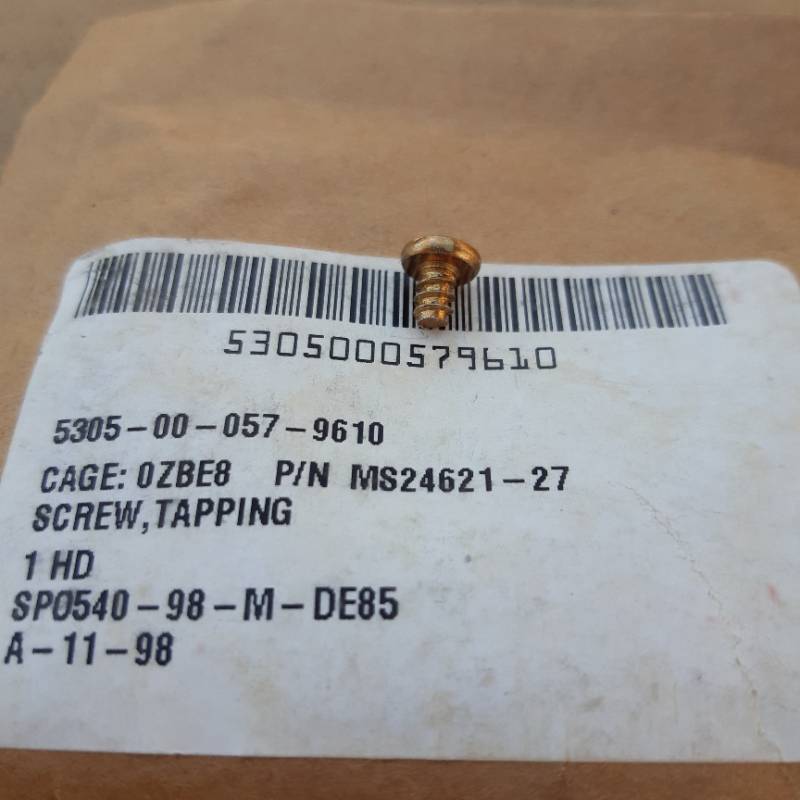 5305000579610
5305-00-057-9610
CAGE: 0ZBE8 P/N MS24621-27
SCREW,TAPPING
1 HD
SPO540-98-M-DE85
A-11-98